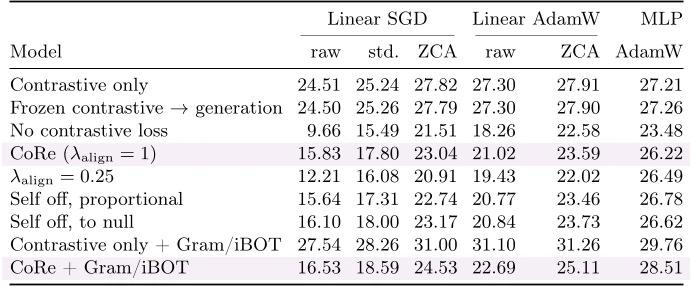 Linear SGD Linear AdamW MLP
Model raw std. ZCA raw ZCA AdamW
Contrastive only 24.51 25.24 27.82 27.30 27.91 27.21
Frozen contrastive → generation 24.50 25.26 27.79 27.30 27.90 27.26
No contrastive loss 9.66 15.49 21.51 18.26 22.58 23.48
CoRe (λalign = 1) 15.83 17.80 23.04 21.02 23.59 26.22
λalign = 0.25 12.21 16.08 20.91 19.43 22.02 26.49
Self off, proportional 15.64 17.31 22.74 20.77 23.46 26.78
Self off, to null 16.10 18.00 23.17 20.84 23.73 26.62
Contrastive only + Gram/iBOT 27.54 28.26 31.00 31.10 31.26 29.76
CoRe + Gram/iBOT 16.53 18.59 24.53 22.69 25.11 28.51